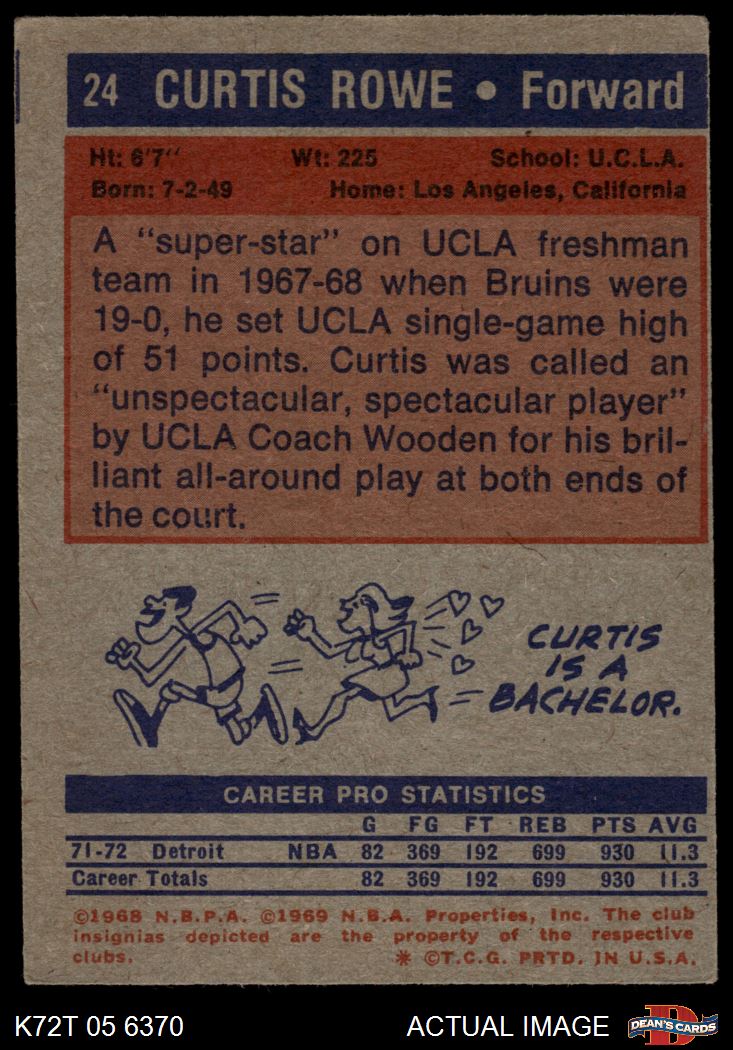 24 CURTIS ROWE • Forward
Ht: 6'7'' Wt: 225 School: U.C.L.A.
Born: 7-2-49 Home: Los Angeles, California
A “super-star” on UCLA freshman
team in 1967-68 when Bruins were
19-0, he set UCLA single-game high
of 51 points. Curtis was called an
“unspectacular, spectacular player”
by UCLA Coach Wooden for his bril-
liant all-around play at both ends of
the court.
CURTIS
IS A
BACHELOR.
CAREER PRO STATISTICS
G FG FT REB PTS AVG
71-72 Detroit NBA 82 369 192 699 930 11.3
Career Totals 82 369 192 699 930 11.3
©1968 N.B.P.A. ©1969 N.B.A. Properties, Inc. The club
insignias depicted are the property of the respective
clubs. * ©T.C.G. PRTD. IN U.S.A.
K72T 05 6370 ACTUAL IMAGE D DEAN'S CARDS